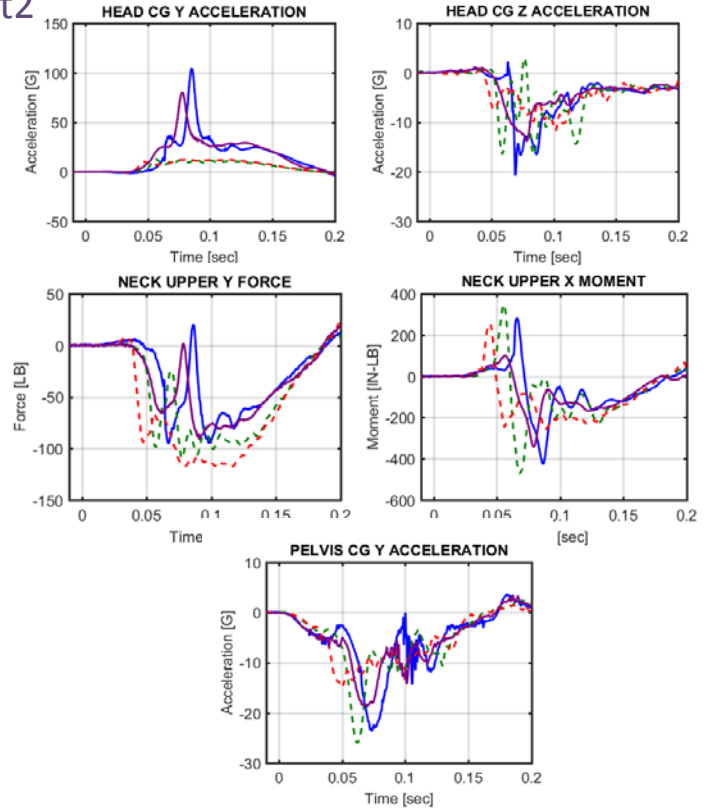 t2
HEAD CG Y ACCELERATION
150
100
50
0
-50
Acceleration [G]
0 0.05 0.1 0.15 0.2
Time [sec]
HEAD CG Z ACCELERATION
10
0
-10
-20
-30
Acceleration [G]
0 0.05 0.1 0.15 0.2
Time [sec]
NECK UPPER Y FORCE
50
0
-50
-100
-150
Force [LB]
0 0.05 0.1 0.15 0.2
Time
NECK UPPER X MOMENT
400
200
0
-200
-400
-600
Moment [IN-LB]
0 0.05 0.1 0.15 0.2
[sec]
PELVIS CG Y ACCELERATION
10
0
-10
-20
-30
Acceleration [G]
0 0.05 0.1 0.15 0.2
Time [sec]